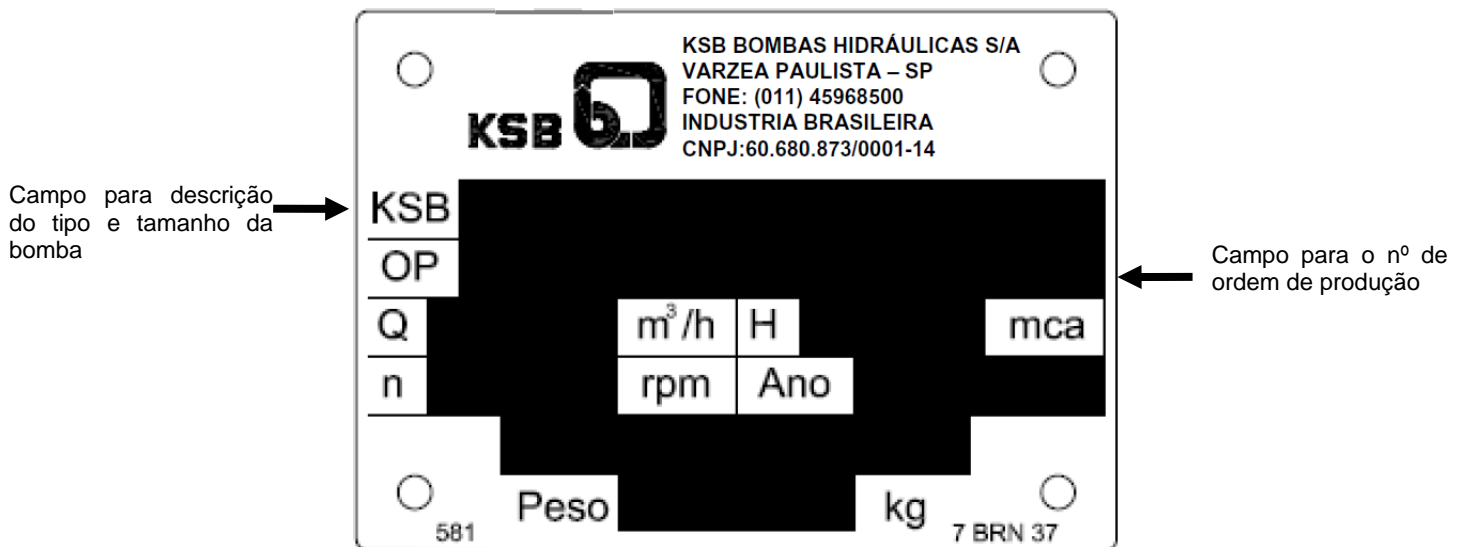 KSB BOMBAS HIDRÁULICAS S/A
VARZEA PAULISTA – SP
FONE: (011) 45968500
INDUSTRIA BRASILEIRA
CNPJ:60.680.873/0001-14
KSB
Campo para descrição
do tipo e tamanho da
bomba
KSB
OP
Campo para o nº de
ordem de produção
Q m³/h H mca
n rpm Ano
Peso kg
581 7 BRN 37